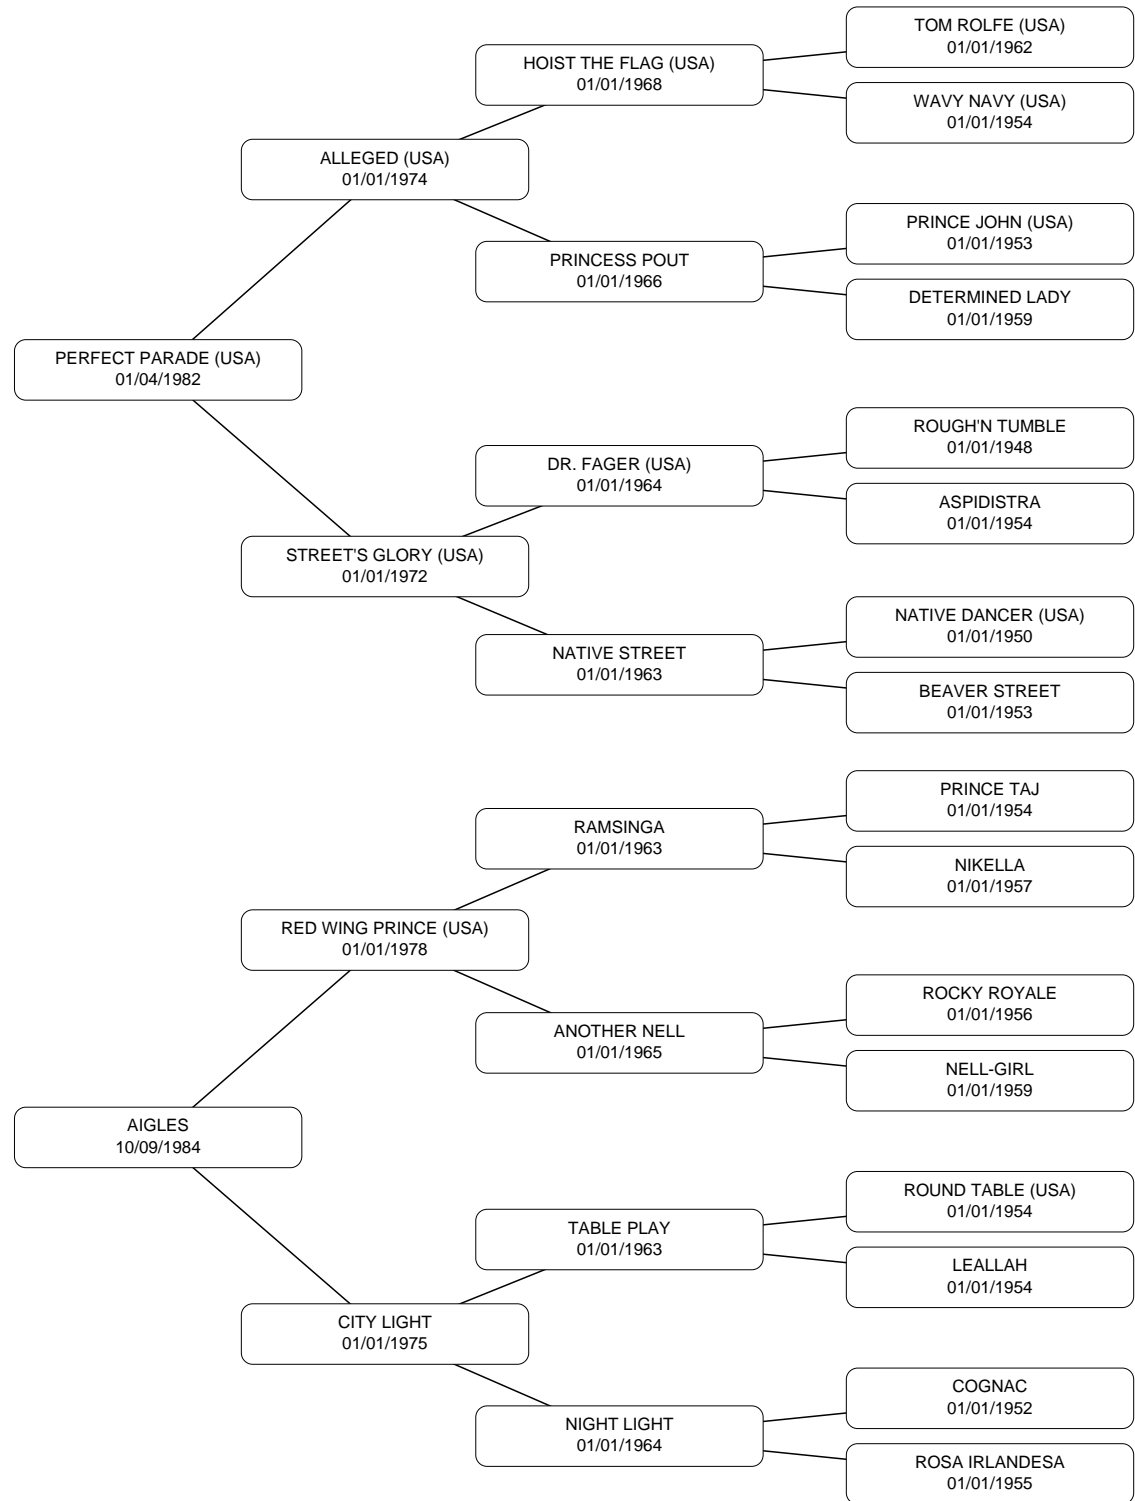 TOM ROLFE (USA)
01/01/1962
HOIST THE FLAG (USA)
01/01/1968
WAVY NAVY (USA)
01/01/1954
ALLEGED (USA)
01/01/1974
PRINCE JOHN (USA)
01/01/1953
PRINCESS POUT
01/01/1966
DETERMINED LADY
01/01/1959
PERFECT PARADE (USA)
01/04/1982
ROUGH'N TUMBLE
01/01/1948
DR. FAGER (USA)
01/01/1964
ASPIDISTRA
01/01/1954
STREET'S GLORY (USA)
01/01/1972
NATIVE DANCER (USA)
01/01/1950
NATIVE STREET
01/01/1963
BEAVER STREET
01/01/1953
PRINCE TAJ
01/01/1954
RAMSINGA
01/01/1963
NIKELLA
01/01/1957
RED WING PRINCE (USA)
01/01/1978
ROCKY ROYALE
01/01/1956
ANOTHER NELL
01/01/1965
NELL-GIRL
01/01/1959
AIGLES
10/09/1984
ROUND TABLE (USA)
01/01/1954
TABLE PLAY
01/01/1963
LEALLAH
01/01/1954
CITY LIGHT
01/01/1975
COGNAC
01/01/1952
NIGHT LIGHT
01/01/1964
ROSA IRLANDESA
01/01/1955